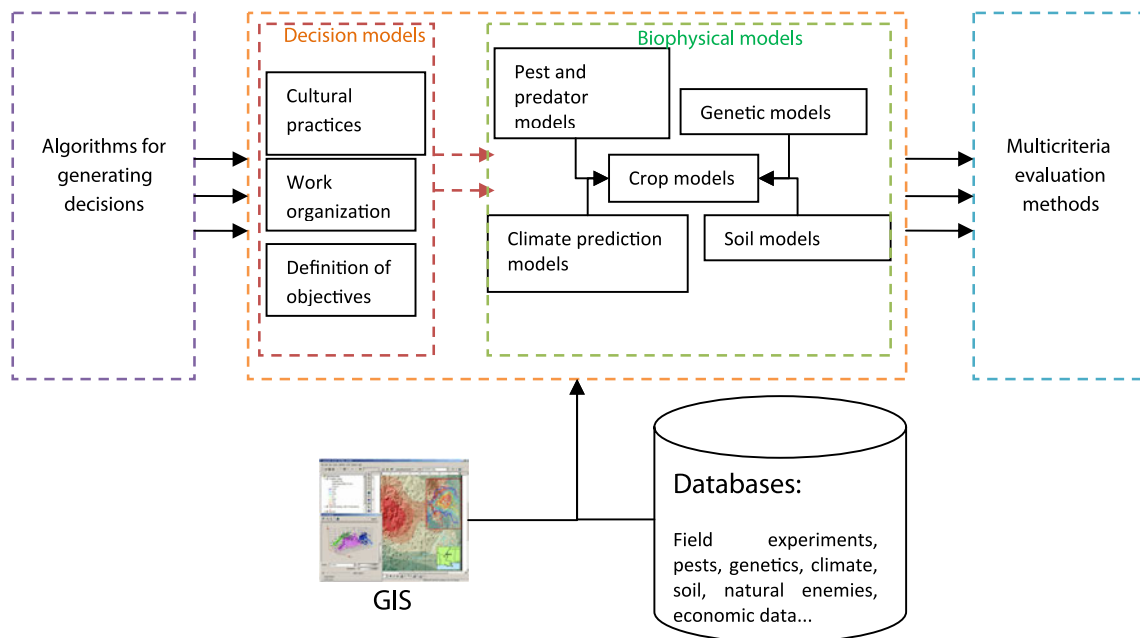 Algorithms for
generating
decisions
Decision models
Cultural
practices
Work
organization
Definition of
objectives
Biophysical models
Pest and
predator
models
Genetic models
Crop models
Climate prediction
models
Soil models
Multicriteria
evaluation
methods
GIS
Databases:
Field experiments,
pests, genetics, climate,
soil, natural enemies,
economic data...